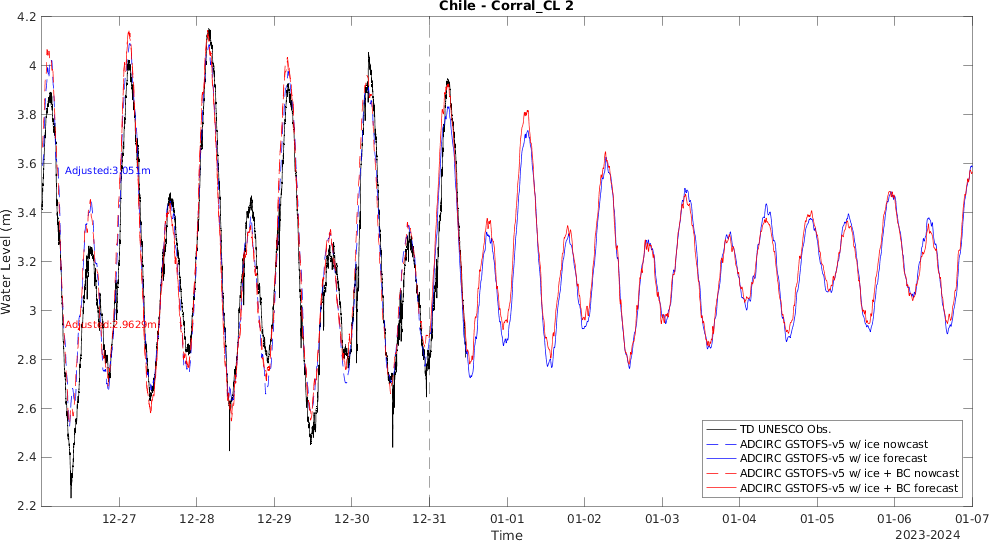 Chile - Corral_CL 2
4.2
4
3.8
3.6
3.4
3.2
3
2.8
2.6
2.4
2.2
Water Level (m)
Adjusted:3.051m
Adjusted:2.9629m
TD UNESCO Obs.
ADCIRC GSTOFS-v5 w/ ice nowcast
ADCIRC GSTOFS-v5 w/ ice forecast
ADCIRC GSTOFS-v5 w/ ice + BC nowcast
ADCIRC GSTOFS-v5 w/ ice + BC forecast
12-27 12-28 12-29 12-30 12-31 01-01 01-02 01-03 01-04 01-05 01-06 01-07
Time
2023-2024